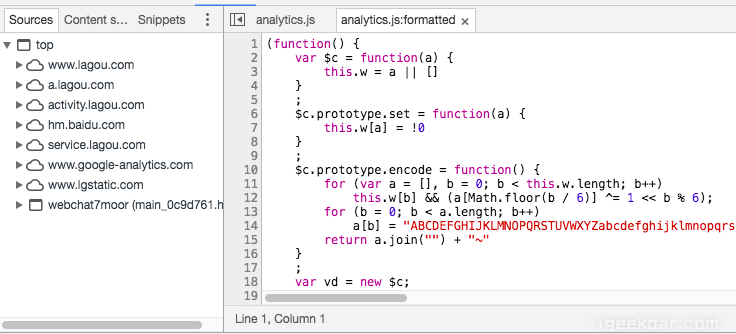 Sources Content s... Snippets
analytics.js analytics.js:formatted ×
top
www.lagou.com
a.lagou.com
activity.lagou.com
hm.baidu.com
service.lagou.com
www.google-analytics.com
www.lgstatic.com
webchat7moor (main_0c9d761.h
1 (function() {
2 var $c = function(a) {
3 this.w = a || []
4 }
5 ;
6 $c.prototype.set = function(a) {
7 this.w[a] = !0
8 }
9 ;
10 $c.prototype.encode = function() {
11 for (var a = [], b = 0; b < this.w.length; b++)
12 this.w[b] && (a[Math.floor(b / 6)] ^= 1 << b % 6);
13 for (b = 0; b < a.length; b++)
14 a[b] = "ABCDEFGHIJKLMNOPQRSTUVWXYZabcdefghijklmnopqrs
15 return a.join("") + "~"
16 }
17 ;
18 var vd = new $c;
19
Line 1, Column 1
igeekbar.com